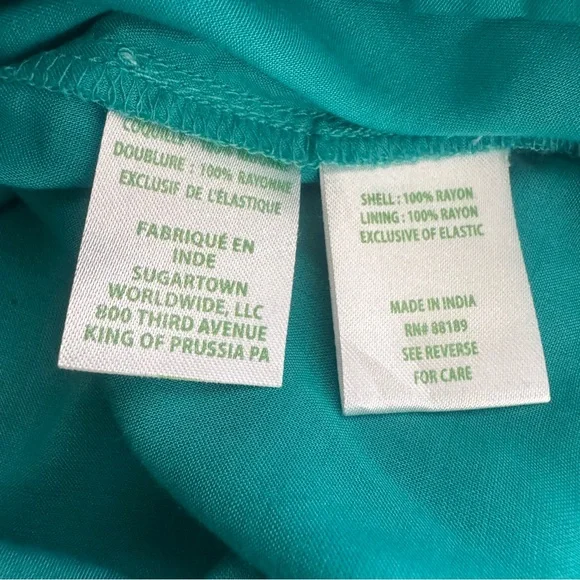 COQUILLE
DOUBLURE : 100% RAYONNE
EXCLUSIF DE L'ÉLASTIQUE
FABRIQUÉ EN
INDE
SUGARTOWN
WORLDWIDE, LLC
800 THIRD AVENUE
KING OF PRUSSIA PA
SHELL : 100% RAYON
LINING : 100% RAYON
EXCLUSIVE OF ELASTIC
MADE IN INDIA
RN# 88189
SEE REVERSE
FOR CARE